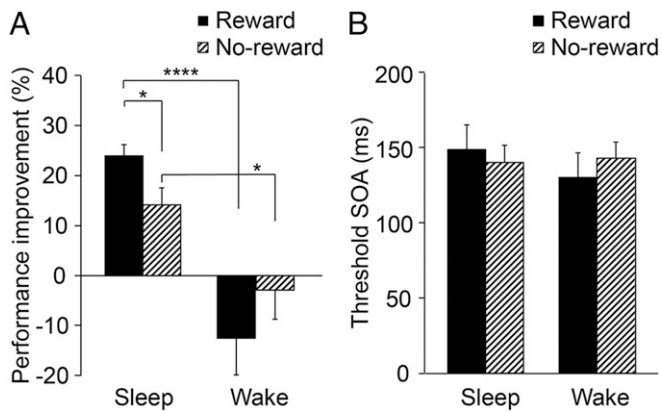 A
Reward
No-reward
Performance improvement (%)
40
30
20
10
0
-10
-20
****
*
*
Sleep
Wake
B
Reward
No-reward
Threshold SOA (ms)
200
150
100
50
0
Sleep
Wake